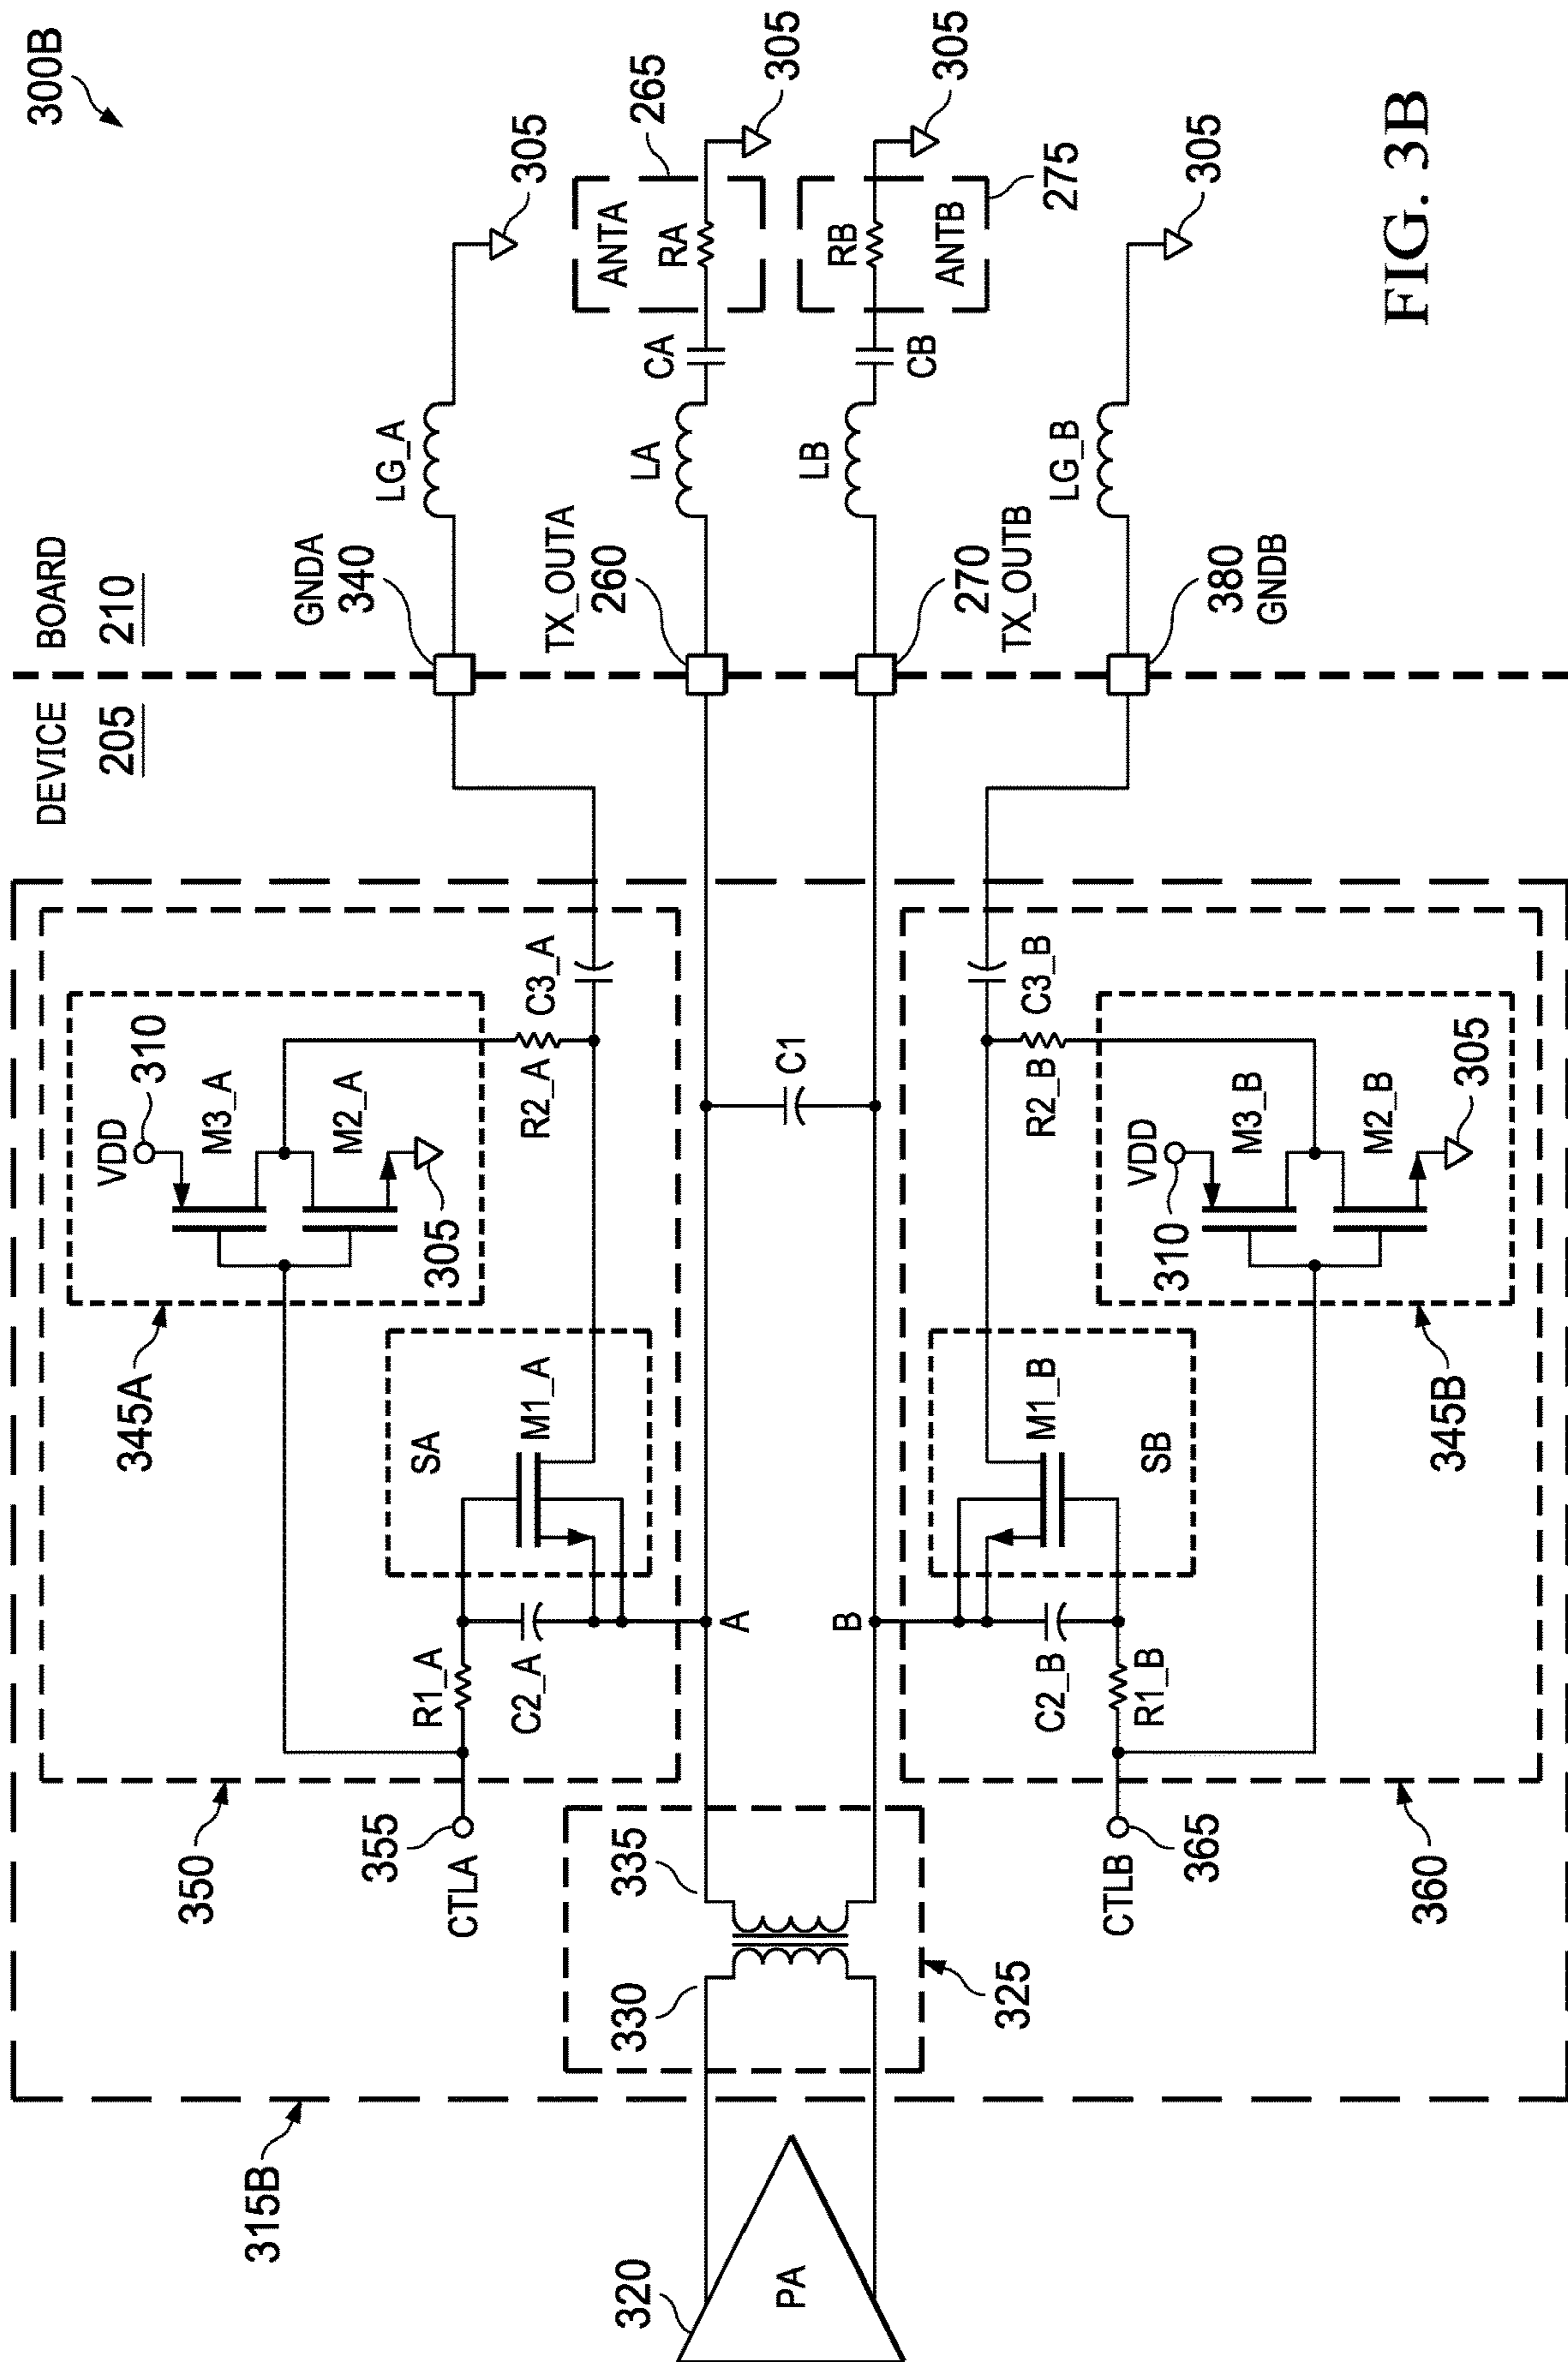 300B
DEVICE
205
BOARD
210
315B
350
345A
VDD
310
M3_A
M2_A
305
355
CTLA
R1_A
C2_A
SA
M1_A
R2_A
C3_A
GNDA
340
LG_A
305
320
PA
330
335
325
A
B
C1
TX_OUTA
260
LA
CA
ANTA
RA
265
305
270
TX_OUTB
LB
CB
RB
ANTB
275
305
CTLB
365
R1_B
C2_B
M1_B
SB
R2_B
C3_B
VDD
310
M3_B
M2_B
305
345B
360
380
GNDB
LG_B
305
FIG. 3B